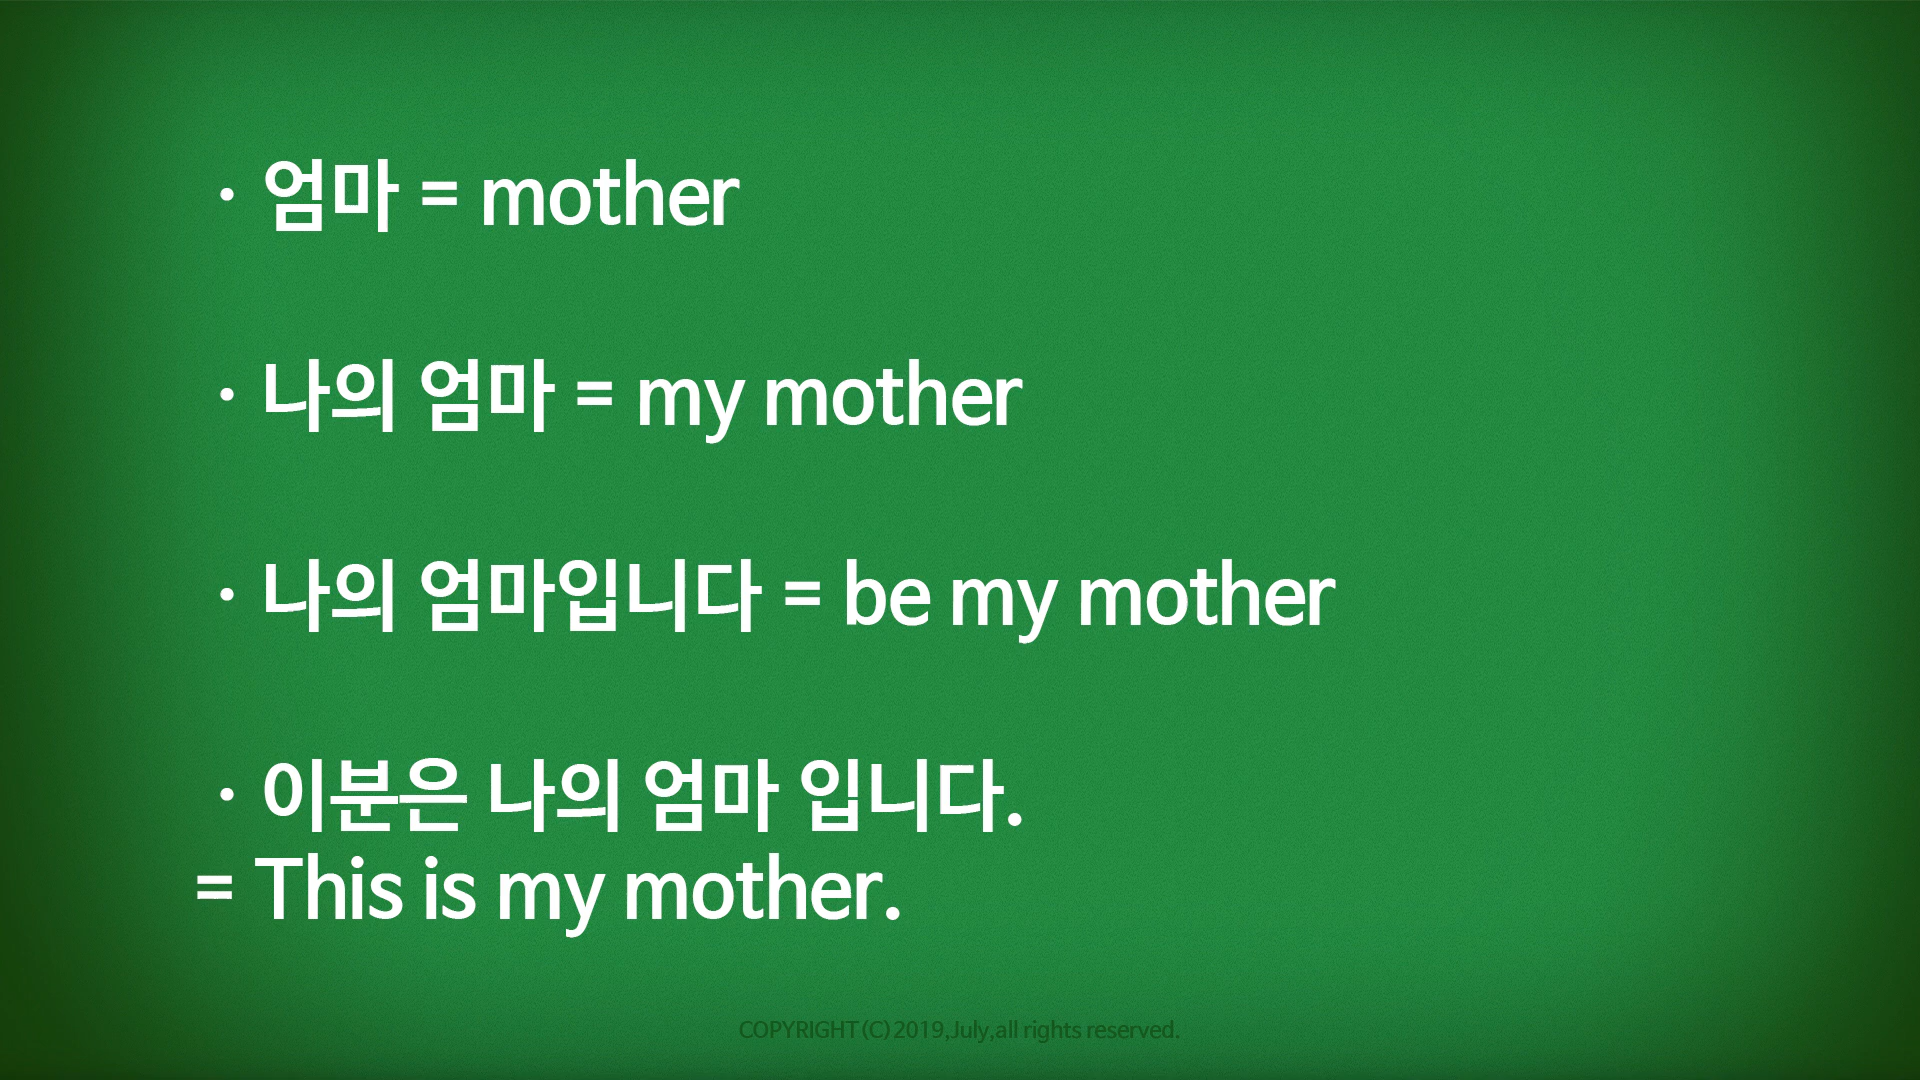 · 엄마 = mother
· 나의 엄마 = my mother
· 나의 엄마입니다 = be my mother
· 이분은 나의 엄마 입니다.
= This is my mother.
COPYRIGHT (C) 2019,July,all rights reserved.